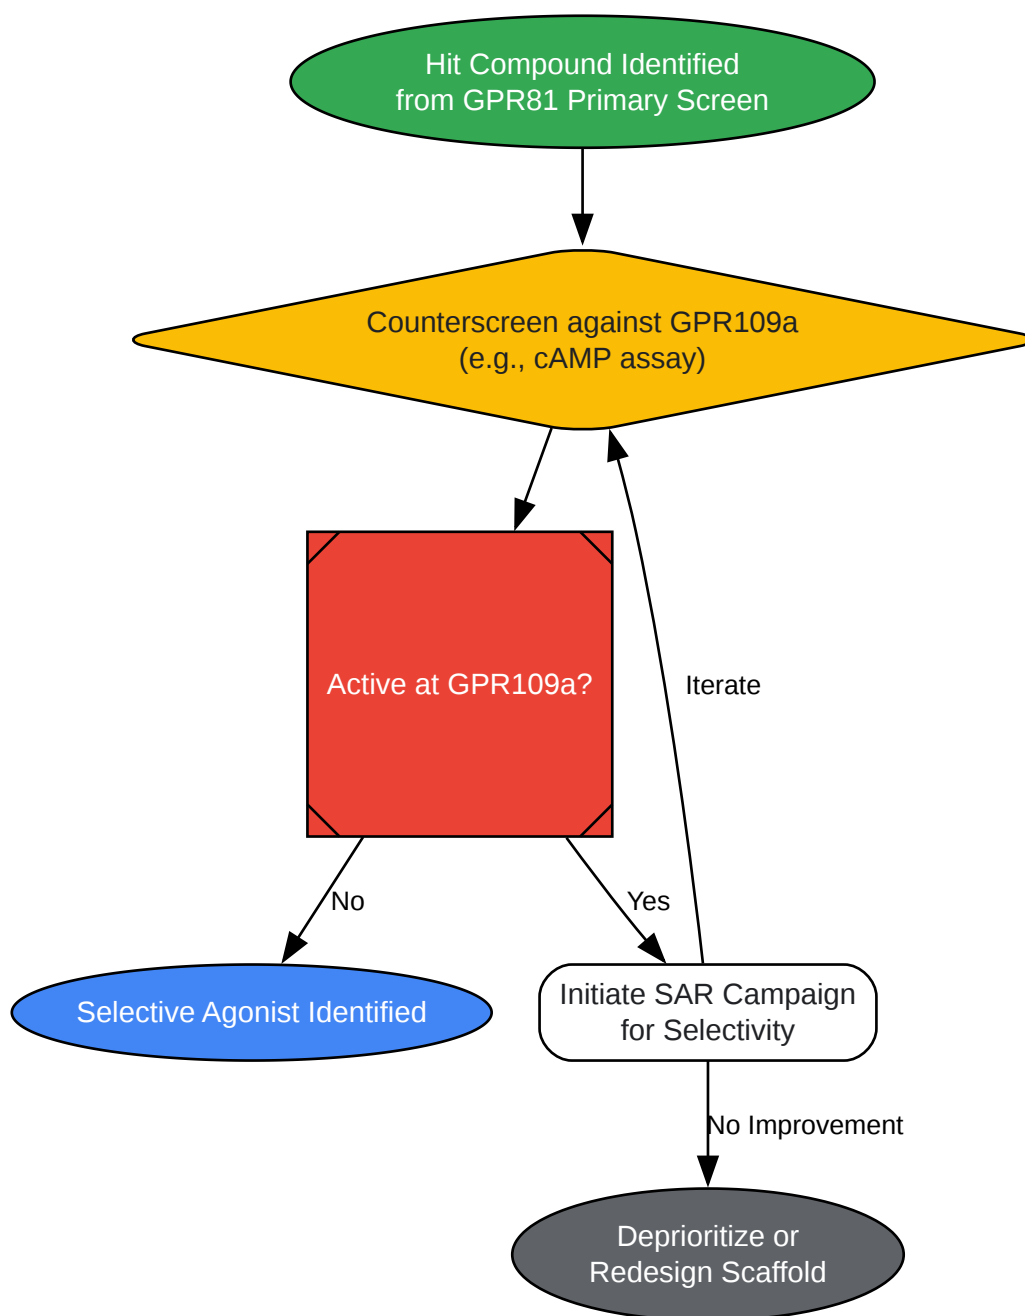 Hit Compound Identified
from GPR81 Primary Screen
Counterscreen against GPR109a
(e.g., cAMP assay)
Active at GPR109a?
Iterate
No
Yes
Selective Agonist Identified
Initiate SAR Campaign
for Selectivity
No Improvement
Deprioritize or
Redesign Scaffold